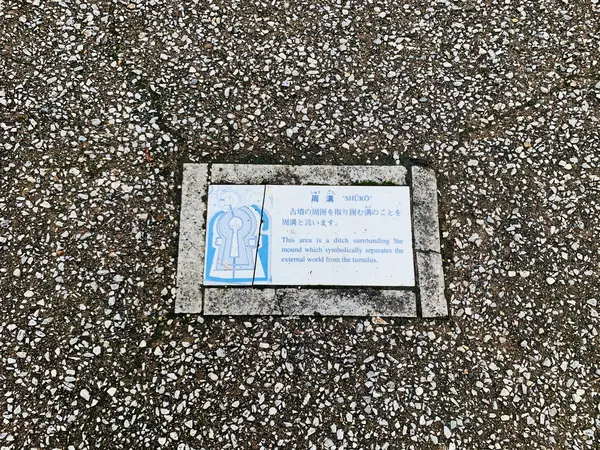 周溝 "SHŪKŌ"
古墳の周囲を取り囲む溝のことを
周溝と言います。
This area is a ditch surrounding the
mound which symbolically separates the
external world from the tumulus.